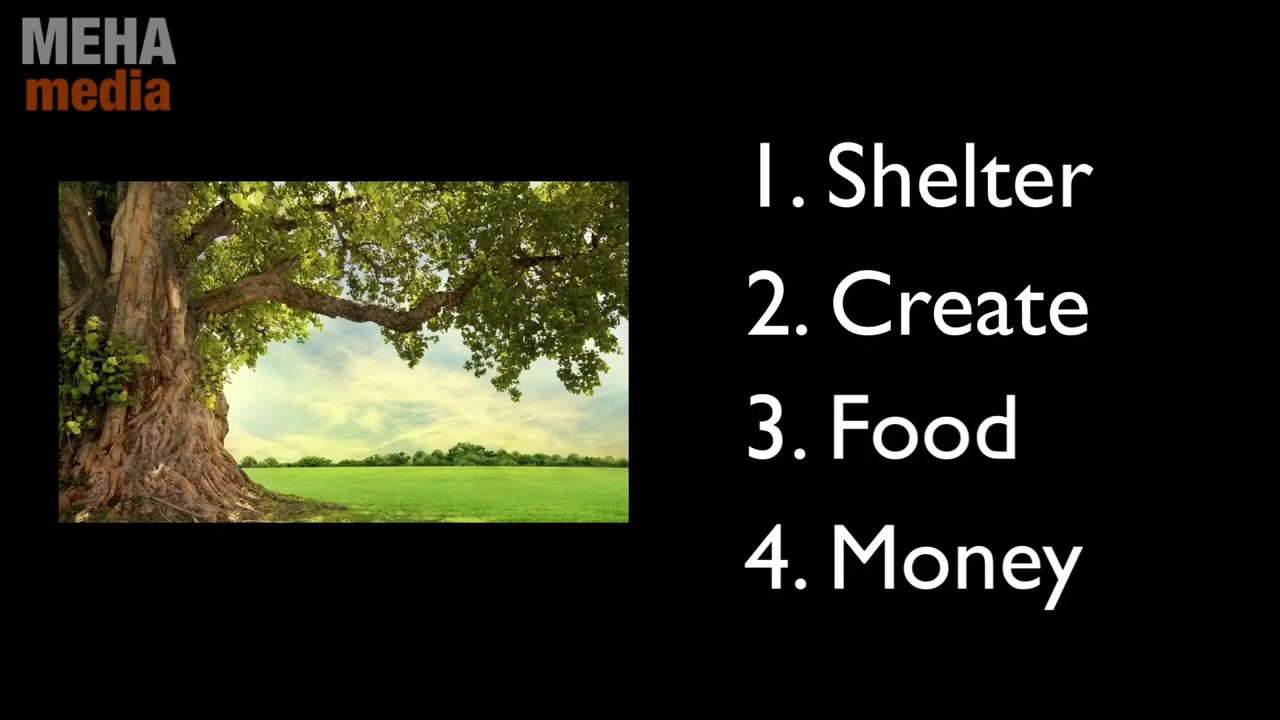 MEHA
media
1. Shelter
2. Create
3. Food
4. Money